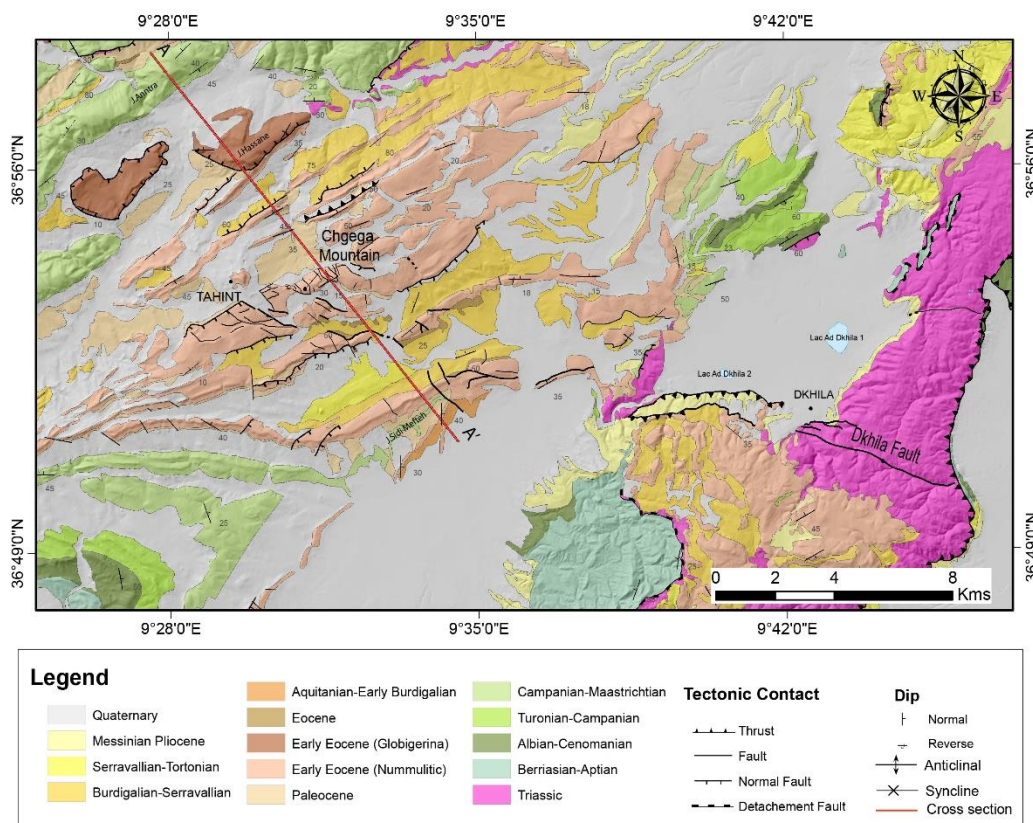 9°28'0"E 9°35'0"E 9°42'0"E
N
W E
S
A
J.Anntra
J.Hassane
36°56'0"N 36°56'0"N
Chgega
Mountain
TAHINT
Lac Ad Dkhila 1
Lac Ad Dkhila 2
DKHILA
Dkhila Fault
J.Sidi-Meftah
A'
36°49'0"N 36°49'0"N
0 2 4 8
Kms
9°28'0"E 9°35'0"E 9°42'0"E
Legend
Quaternary
Messinian Pliocene
Serravallian-Tortonian
Burdigalian-Serravallian
Aquitanian-Early Burdigalian
Eocene
Early Eocene (Globigerina)
Early Eocene (Nummulitic)
Paleocene
Campanian-Maastrichtian
Turonian-Campanian
Albian-Cenomanian
Berriasian-Aptian
Triassic
Tectonic Contact
Thrust
Fault
Normal Fault
Detachement Fault
Dip
Normal
Reverse
Anticlinal
Syncline
Cross section